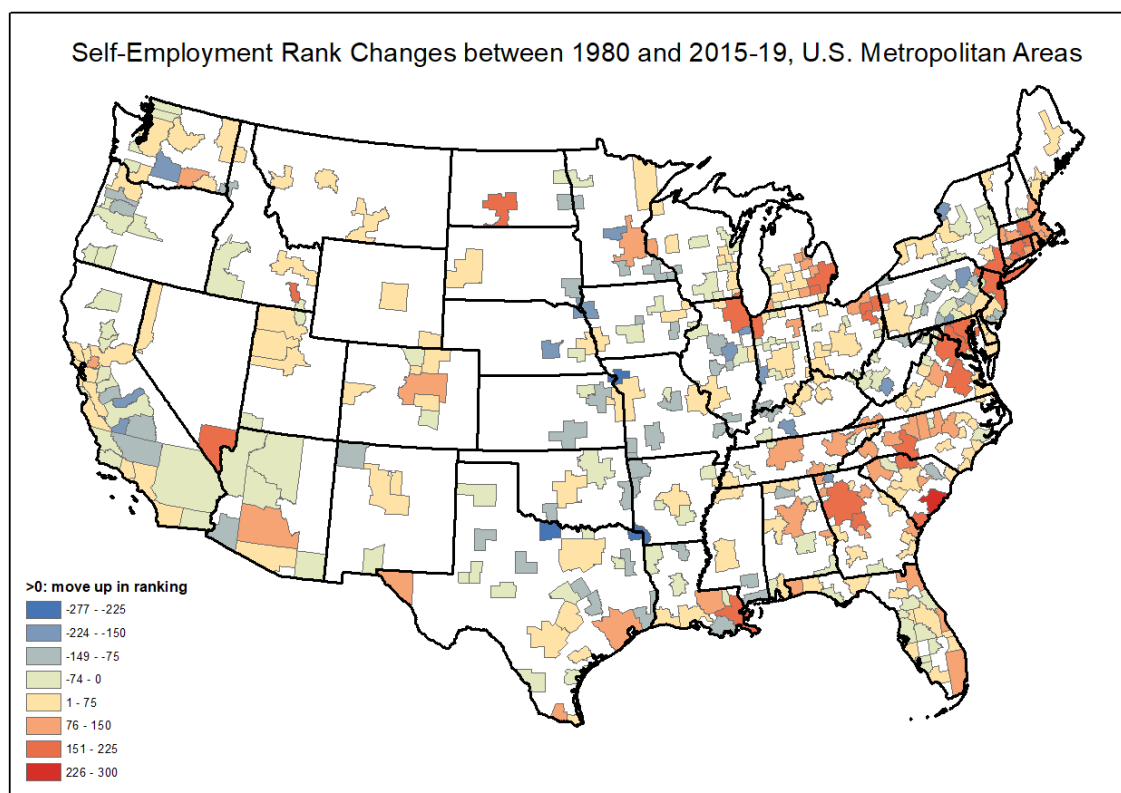 Self-Employment Rank Changes between 1980 and 2015-19, U.S. Metropolitan Areas
>0: move up in ranking
-277 - -225
-224 - -150
-149 - -75
-74 - 0
1 - 75
76 - 150
151 - 225
226 - 300